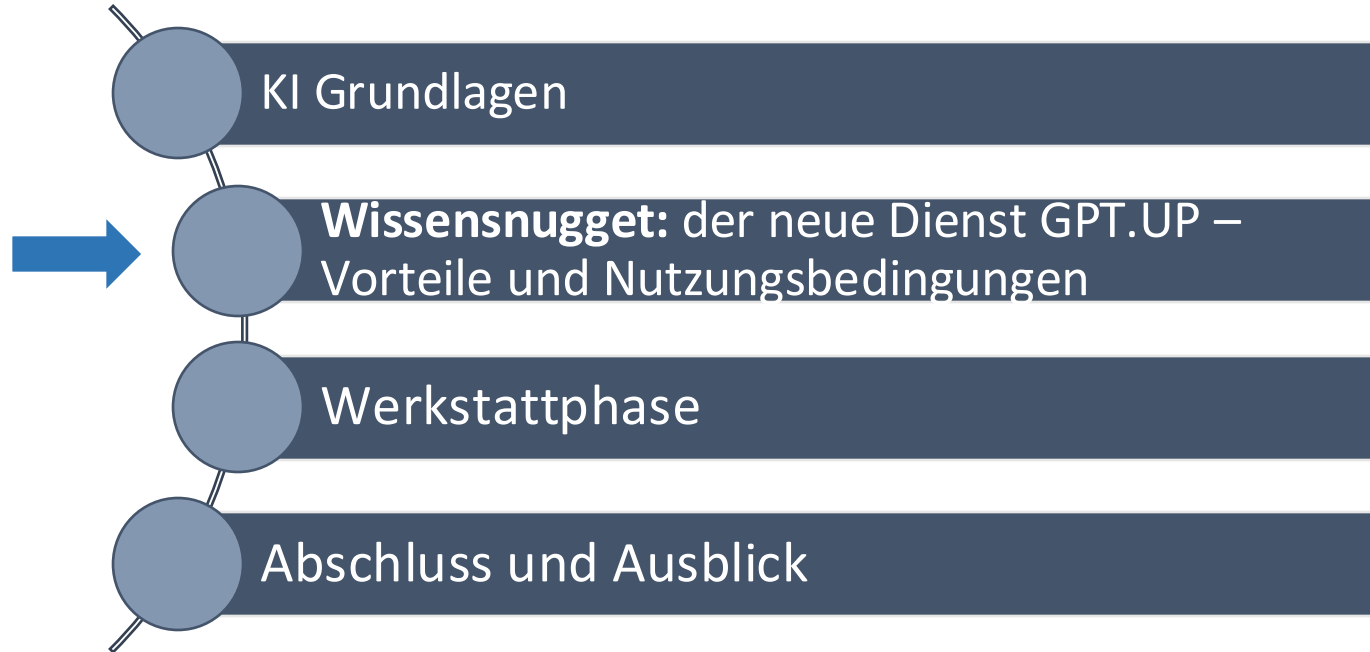 KI Grundlagen
Wissensnugget: der neue Dienst GPT.UP –
Vorteile und Nutzungsbedingungen
Werkstattphase
Abschluss und Ausblick